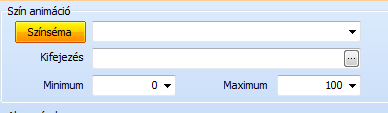 Szín animáció
Színséma
Kifejezés
...
Minimum 0 Maximum 100